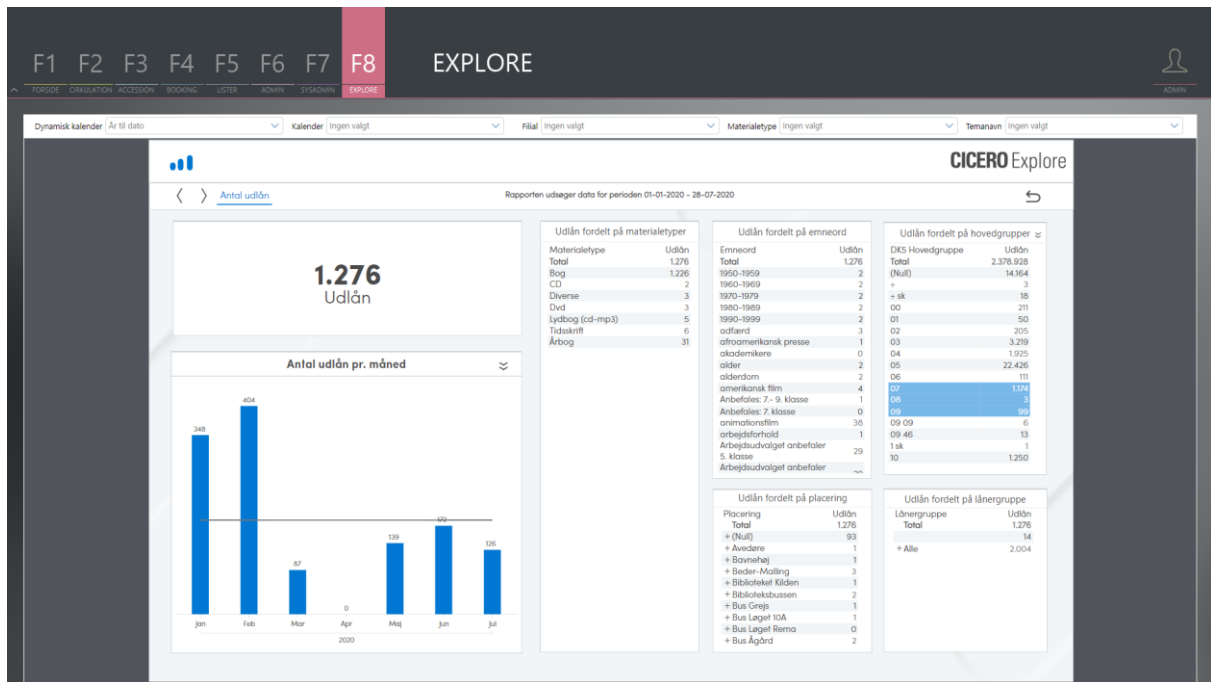 F1 F2 F3 F4 F5 F6 F7 F8 EXPLORE
FORSIDE CIRKULATION ACCESSION BOOKING LISTER ADMIN SYSADMIN EXPLORE ADMIN
Dynamisk kalender År til dato Kalender Ingen valgt Filial Ingen valgt Materialetype Ingen valgt Temanavn Ingen valgt
CICERO Explore
Antal udlån Rapporten udsøger data for perioden 01-01-2020 - 28-07-2020
1.276
Udlån
Antal udlån pr. måned
404
348
172
139
126
87
0
Jan Feb Mar Apr Maj Jun Jul
2020
Udlån fordelt på materialetyper
Materialetype Udlån
Total 1.276
Bog 1.226
CD 2
Diverse 3
Dvd 3
Lydbog (cd-mp3) 5
Tidsskrift 6
Årbog 31
Udlån fordelt på emneord
Emneord Udlån
Total 1.276
1950-1959 2
1960-1969 2
1970-1979 2
1980-1989 2
1990-1999 2
adfærd 3
afroamerikansk presse 1
akademikere 0
alder 2
alderdom 2
amerikansk film 4
Anbefales: 7.- 9. klasse 1
Anbefales: 7. klasse 0
animationsfilm 38
arbejdsforhold 1
Arbejdsudvalget anbefaler
5. klasse 29
Arbejdsudvalget anbefaler
Udlån fordelt på hovedgrupper
DK5 Hovedgruppe Udlån
Total 2.378.928
(Null) 14.164
+ 3
+ sk 18
00 211
01 50
02 205
03 3.219
04 1.925
05 22.426
06 111
07 1.174
08 3
09 99
09 09 6
09 46 13
1 sk 1
10 1.250
Udlån fordelt på placering
Placering Udlån
Total 1.276
+ (Null) 93
+ Avedøre 1
+ Bavnehøj 1
+ Beder-Malling 3
+ Biblioteket Kilden 1
+ Biblioteksbussen 2
+ Bus Grejs 1
+ Bus Løget 10A 1
+ Bus Løget Rema 0
+ Bus Ågård 2
Udlån fordelt på lånergruppe
Lånergruppe Udlån
Total 1.276
14
+ Alle 2.004